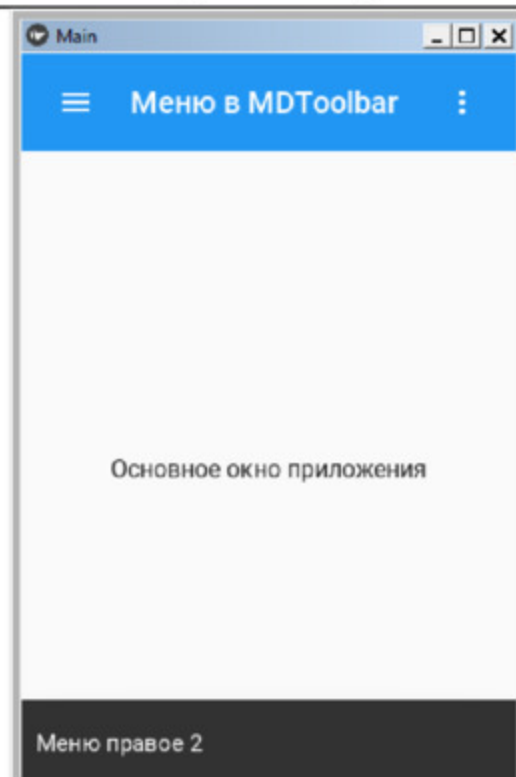 Main
Меню в MDToolbar
Основное окно приложения
Меню правое 2